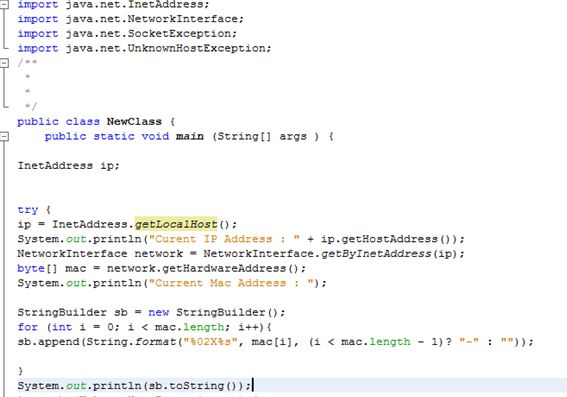 import java.net.InetAddress;
import java.net.NetworkInterface;
import java.net.SocketException;
import java.net.UnknownHostException;
/**
*
*
*/
public class NewClass {
public static void main (String[] args ) {
InetAddress ip;
try {
ip = InetAddress.getLocalHost();
System.out.println("Curent IP Address : " + ip.getHostAddress());
NetworkInterface network = NetworkInterface.getByInetAddress(ip);
byte[] mac = network.getHardwareAddress();
System.out.println("Current Mac Address : ");
StringBuilder sb = new StringBuilder();
for (int i = 0; i < mac.length; i++){
sb.append(String.format("%02X%s", mac[i], (i < mac.length - 1)? "-" : ""));
}
System.out.println(sb.toString());